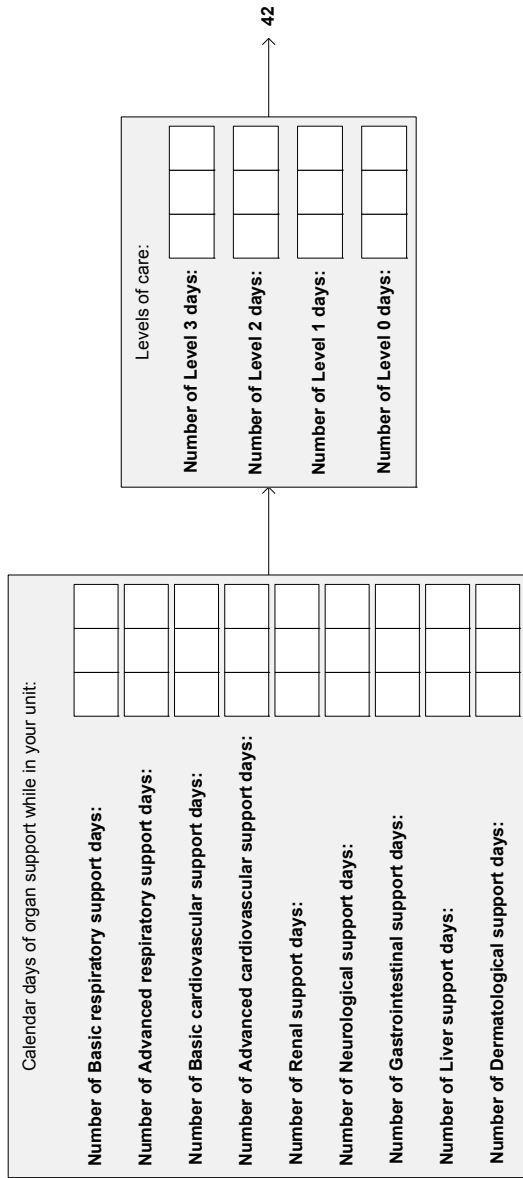 Calendar days of organ support while in your unit:
Number of Basic respiratory support days:
Number of Advanced respiratory support days:
Number of Basic cardiovascular support days:
Number of Advanced cardiovascular support days:
Number of Renal support days:
Number of Neurological support days:
Number of Gastrointestinal support days:
Number of Liver support days:
Number of Dermatological support days:
Levels of care:
Number of Level 3 days:
Number of Level 2 days:
Number of Level 1 days:
Number of Level 0 days:
42